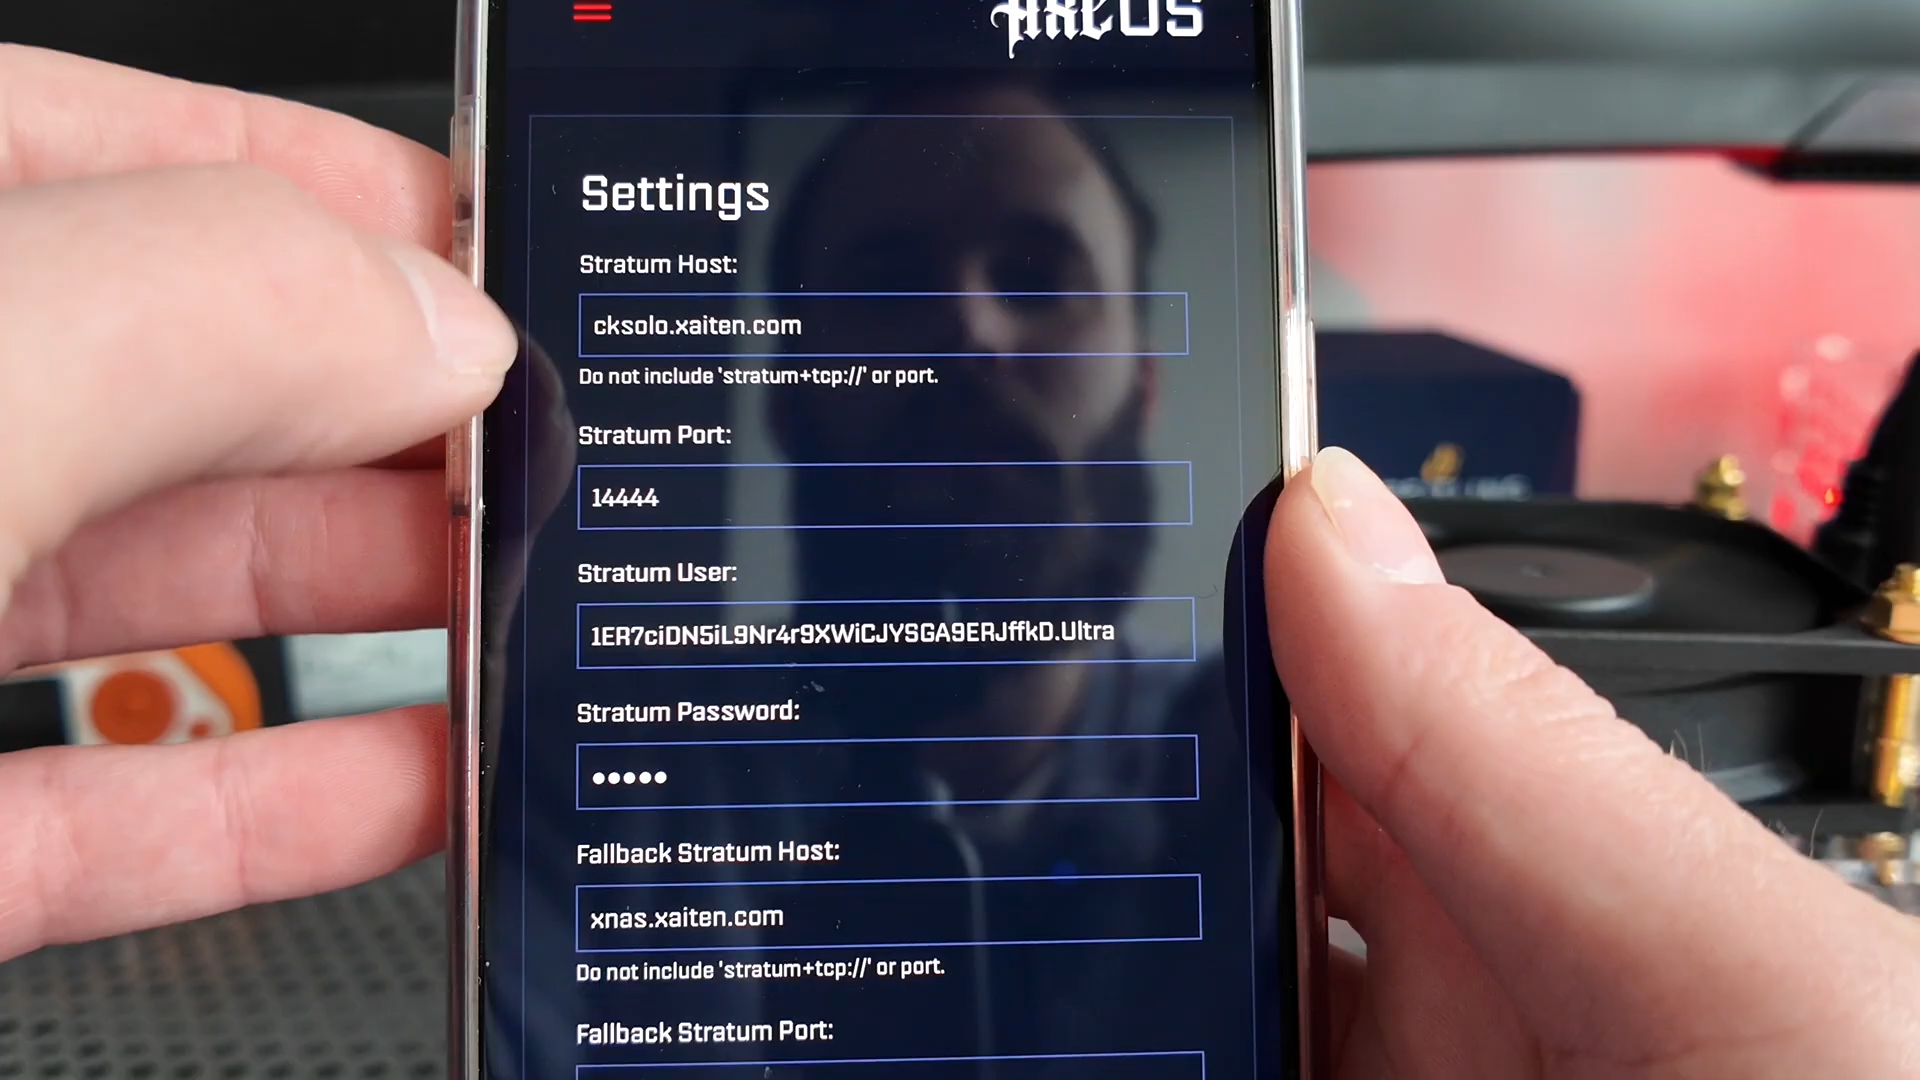 AxeOS
Settings
Stratum Host:
cksolo.xaiten.com
Do not include 'stratum+tcp://' or port.
Stratum Port:
14444
Stratum User:
1ER7ciDN5iL9Nr4r9XWiCJYSGA9ERJffkD.Ultra
Stratum Password:
•••••
Fallback Stratum Host:
xnas.xaiten.com
Do not include 'stratum+tcp://' or port.
Fallback Stratum Port: